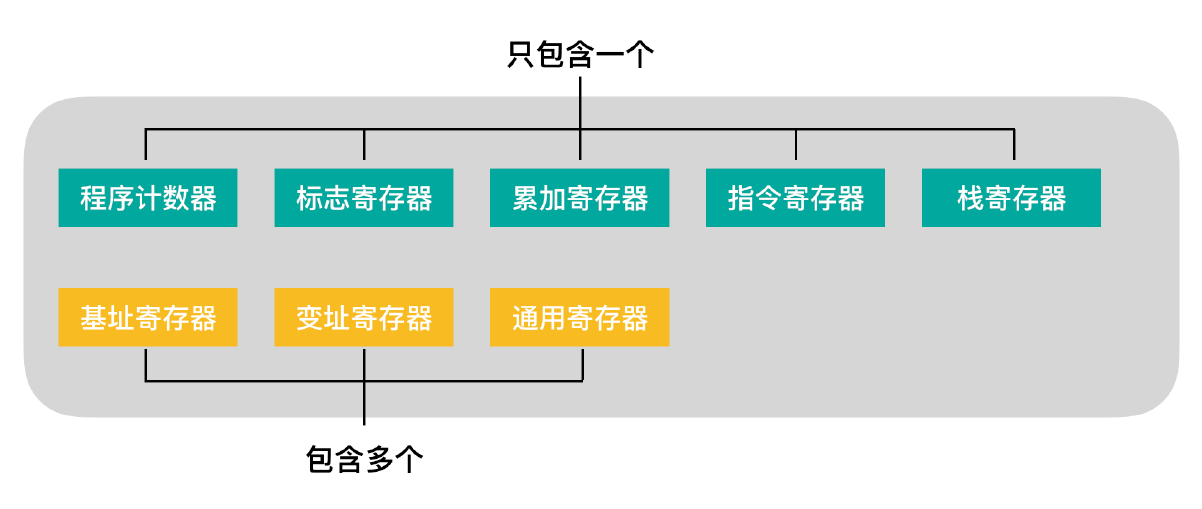 只包含一个
程序计数器 标志寄存器 累加寄存器 指令寄存器 栈寄存器
基址寄存器 变址寄存器 通用寄存器
包含多个